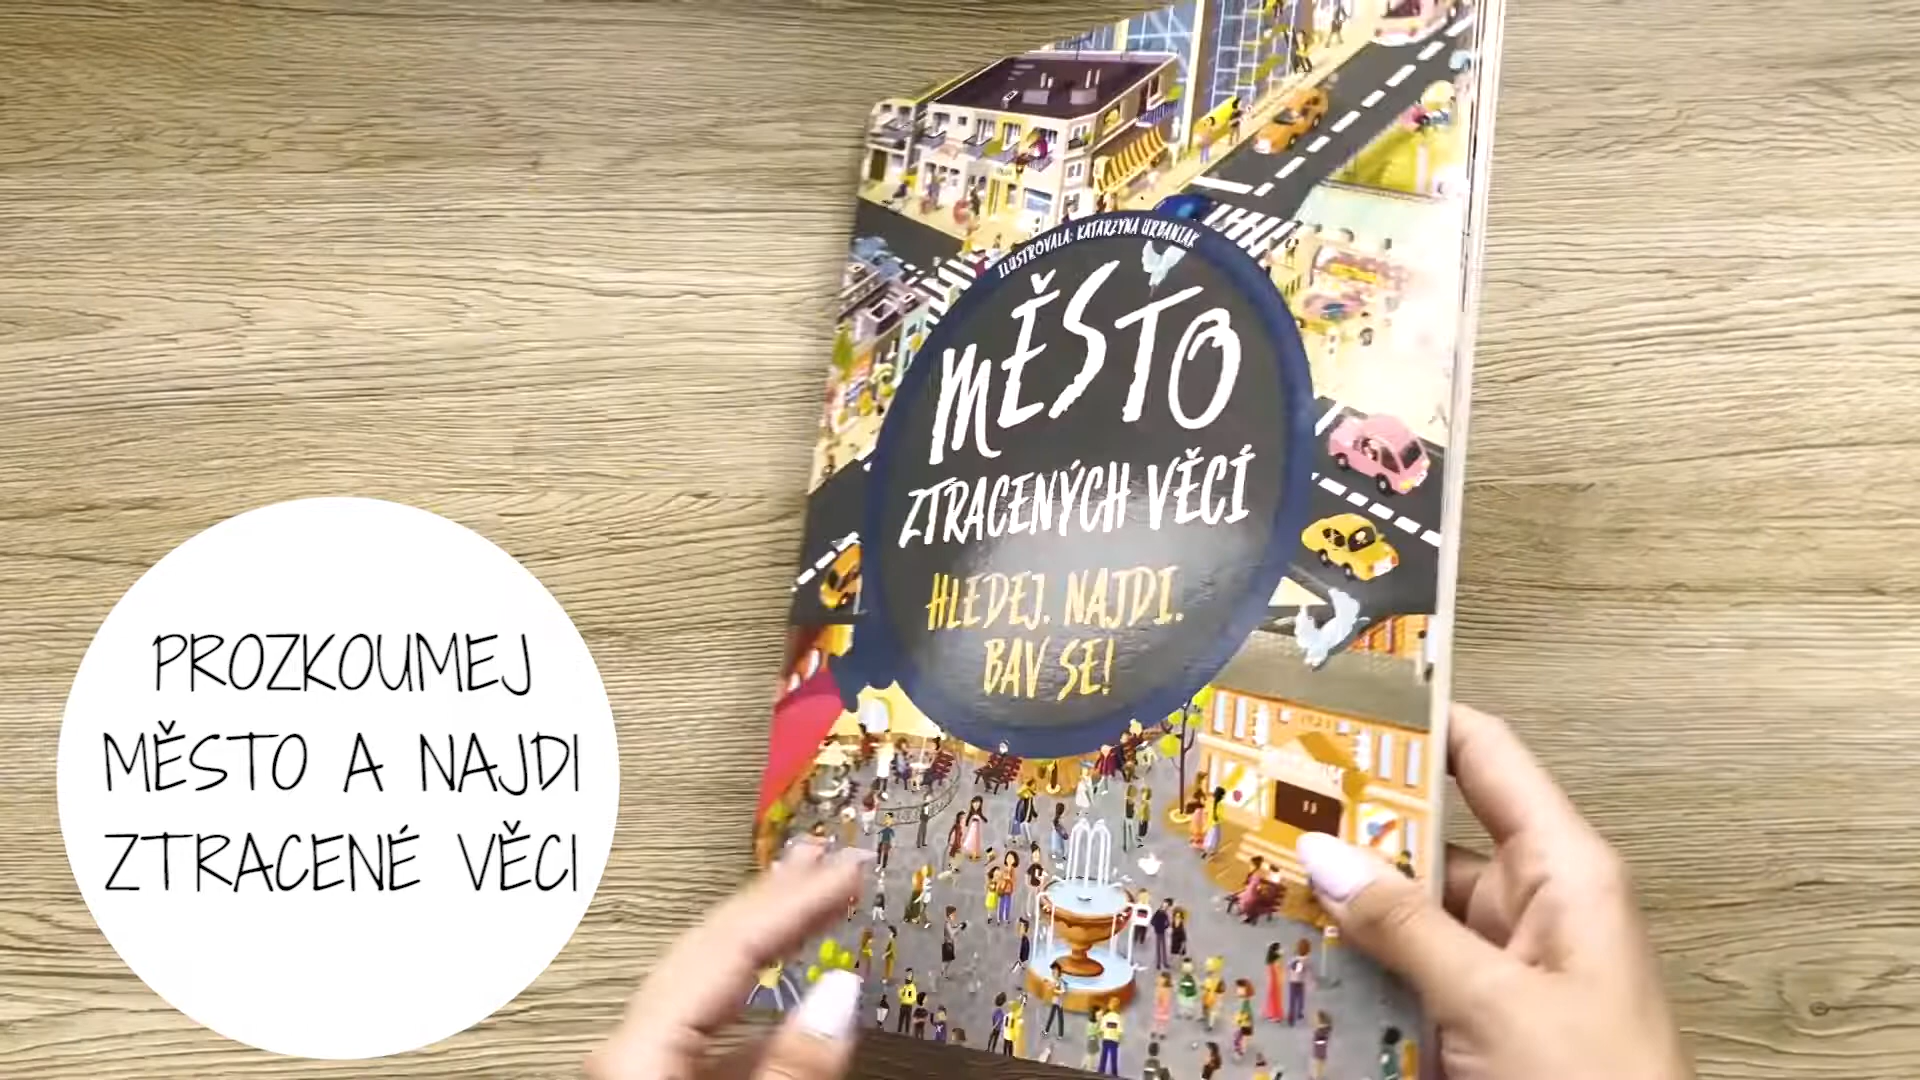 PROZKOUMEJ
MĚSTO A NAJDI
ZTRACENÉ VĚCI
ILUSTROVALA: KATARZYNA URBANIAK
MĚSTO
ZTRACENÝCH VĚCÍ
HLEDEJ. NAJDI.
BAV SE!